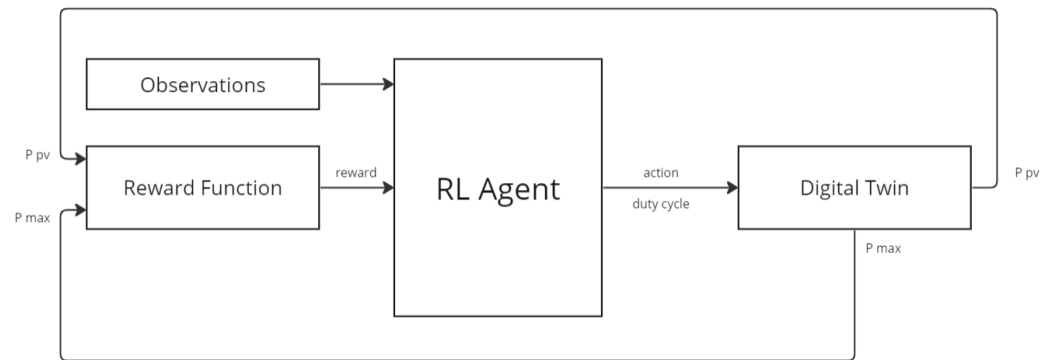 Observations
P pv
Reward Function
P max
reward
RL Agent
action
duty cycle
Digital Twin
P pv
P max